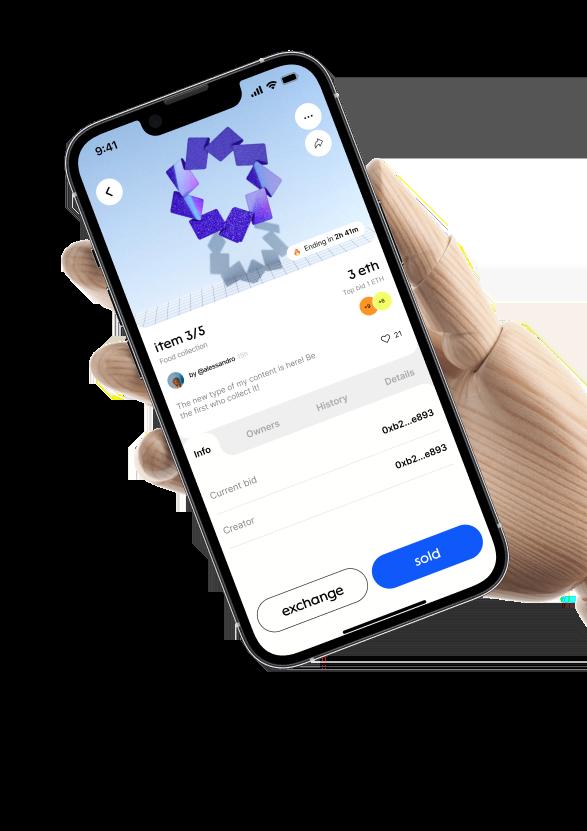 9:41
Ending in 2h 41m
item 3/5
3 eth
Food collection
Top bid 1 ETH
+9 +6
by @alessandro 15h
21
The new type of my content is here! Be
the first who collect it!
Info Owners History Details
Current bid 0xb2...e893
Creator 0xb2...e893
exchange sold